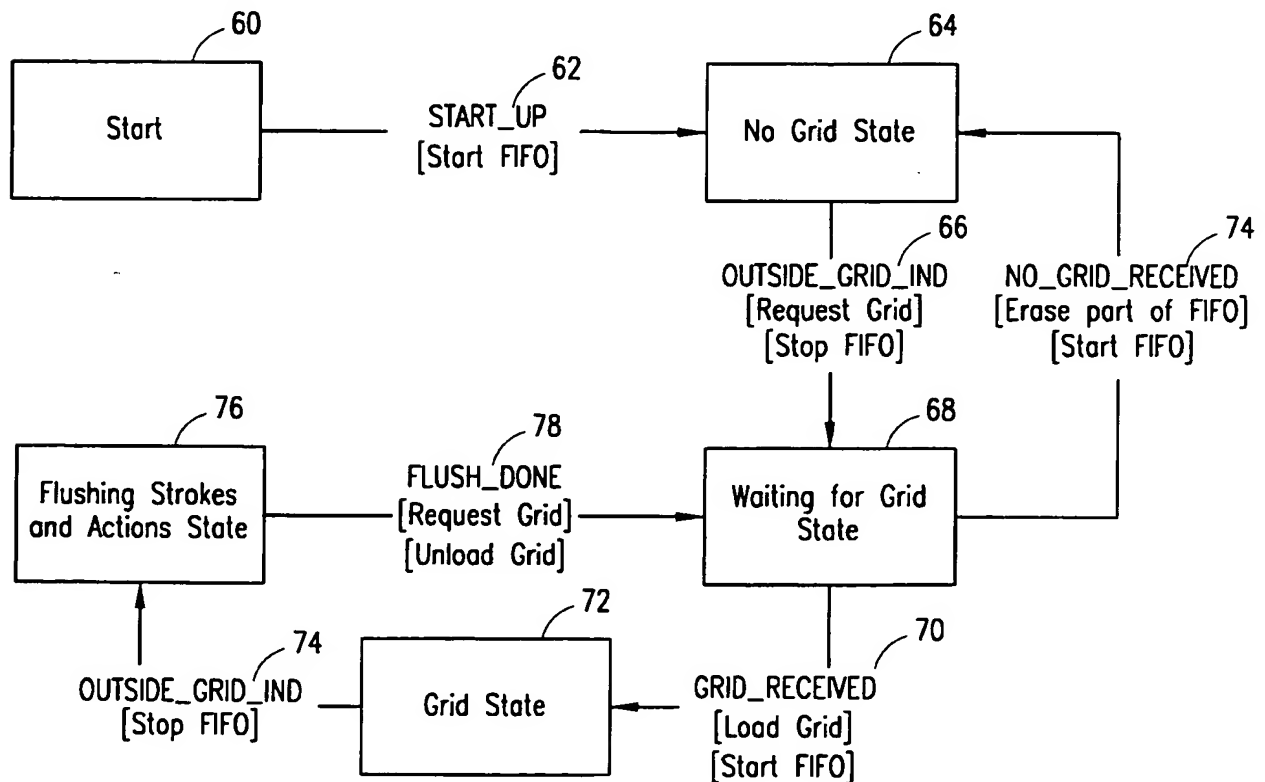 60
Start
62
START_UP
[Start FIFO]
64
No Grid State
66
OUTSIDE_GRID_IND
[Request Grid]
[Stop FIFO]
74
NO_GRID_RECEIVED
[Erase part of FIFO]
[Start FIFO]
76
Flushing Strokes
and Actions State
78
FLUSH_DONE
[Request Grid]
[Unload Grid]
68
Waiting for Grid
State
74
OUTSIDE_GRID_IND
[Stop FIFO]
72
Grid State
70
GRID_RECEIVED
[Load Grid]
[Start FIFO]